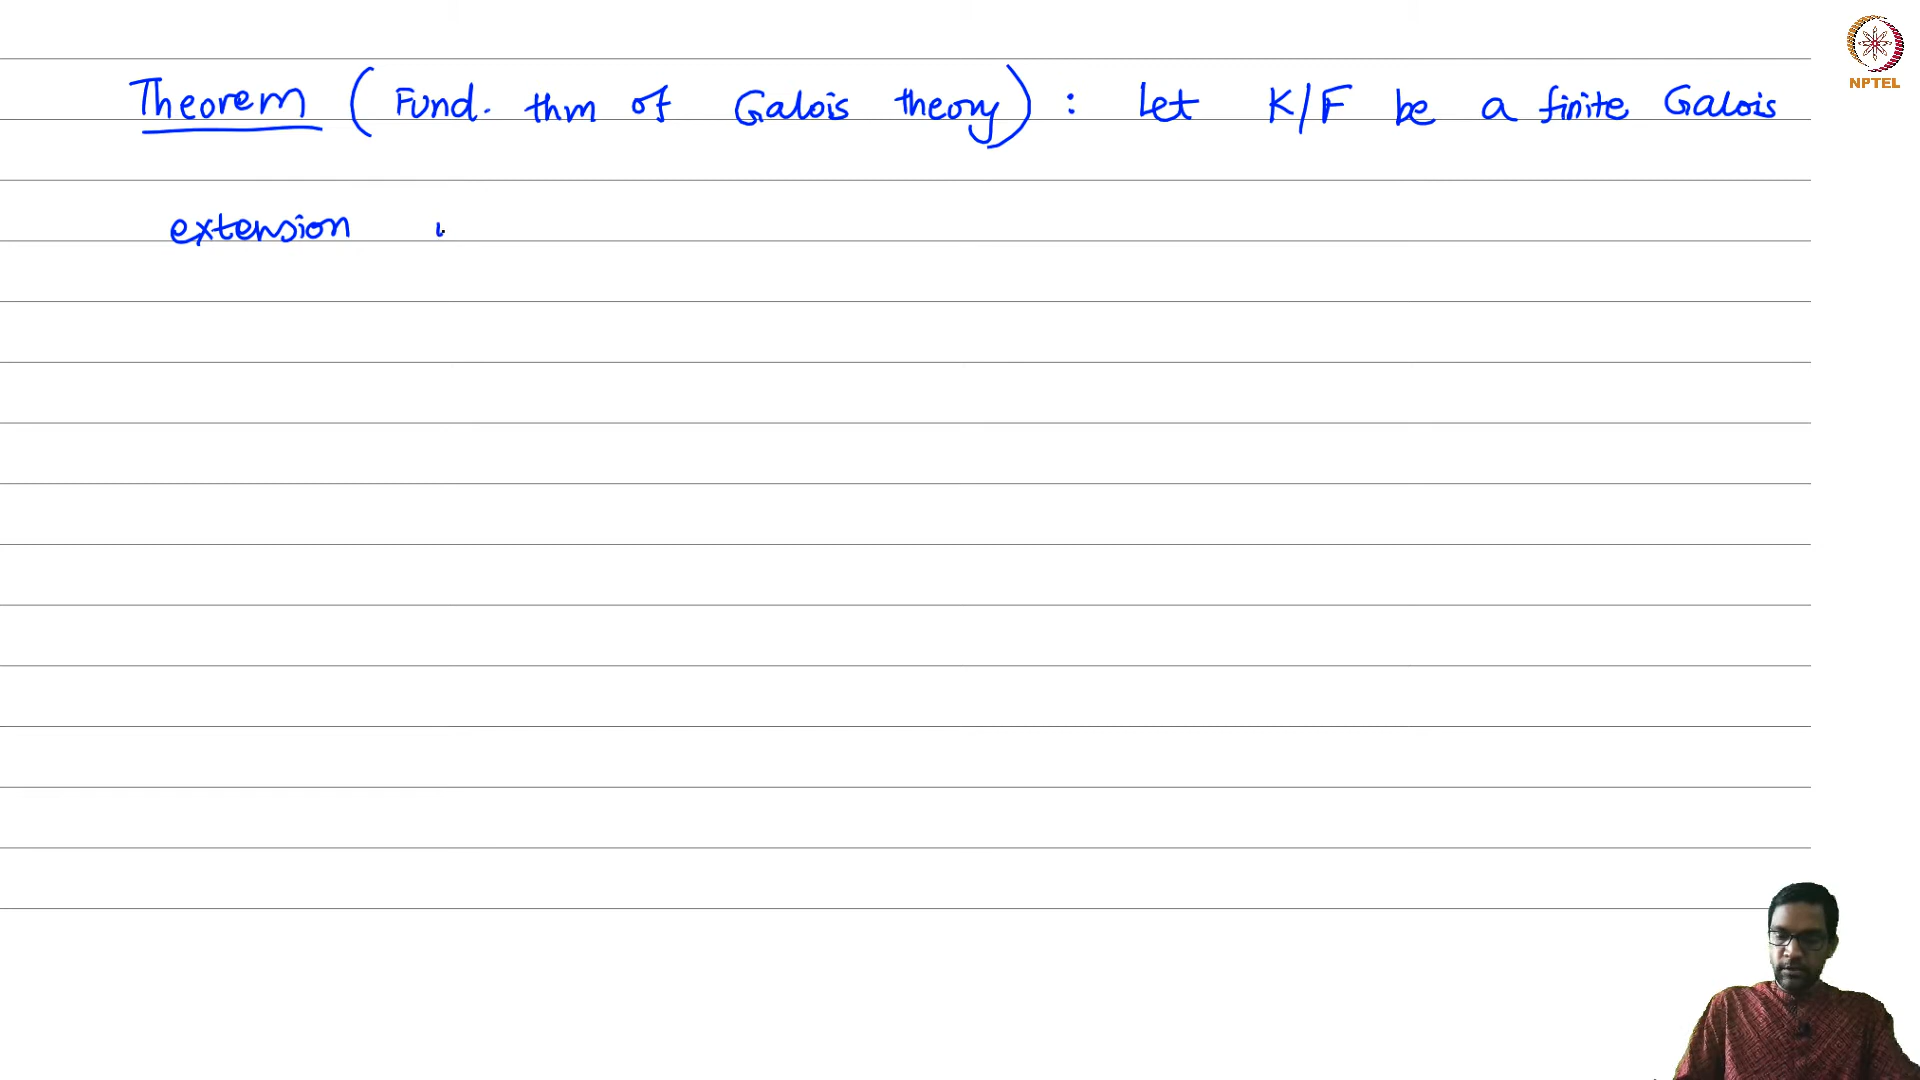 Theorem (Fund. thm of Galois theory) : Let K/F be a finite Galois
extension
NPTEL